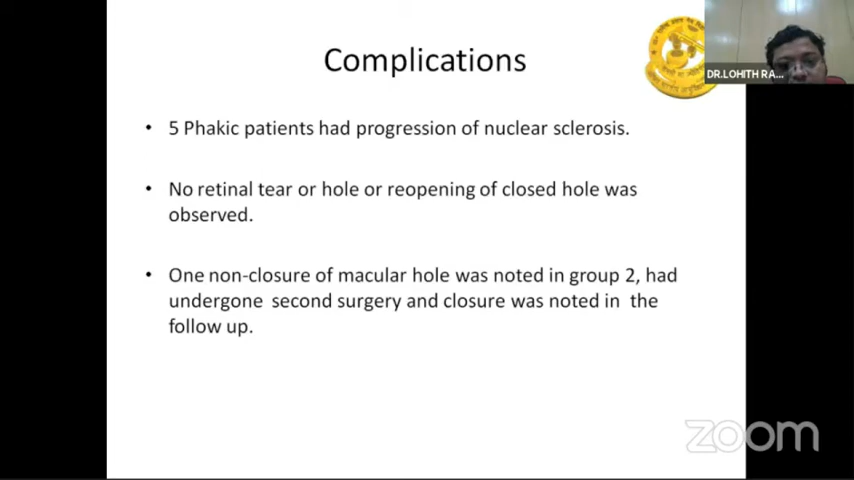 Complications
DR.LOHITH RA...
• 5 Phakic patients had progression of nuclear sclerosis.
• No retinal tear or hole or reopening of closed hole was
observed.
• One non-closure of macular hole was noted in group 2, had
undergone second surgery and closure was noted in the
follow up.
zoom